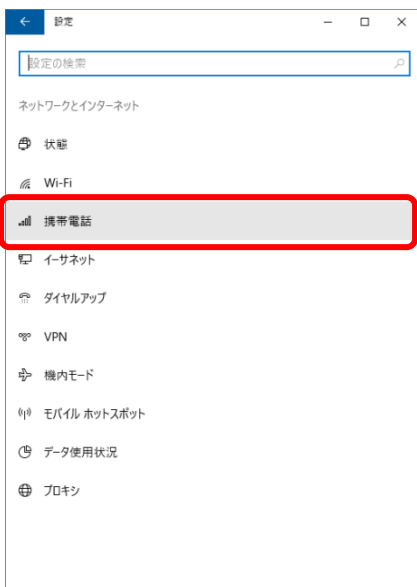 設定
設定の検索
ネットワークとインターネット
状態
Wi-Fi
携帯電話
イーサネット
ダイヤルアップ
VPN
機内モード
モバイル ホットスポット
データ使用状況
プロキシ